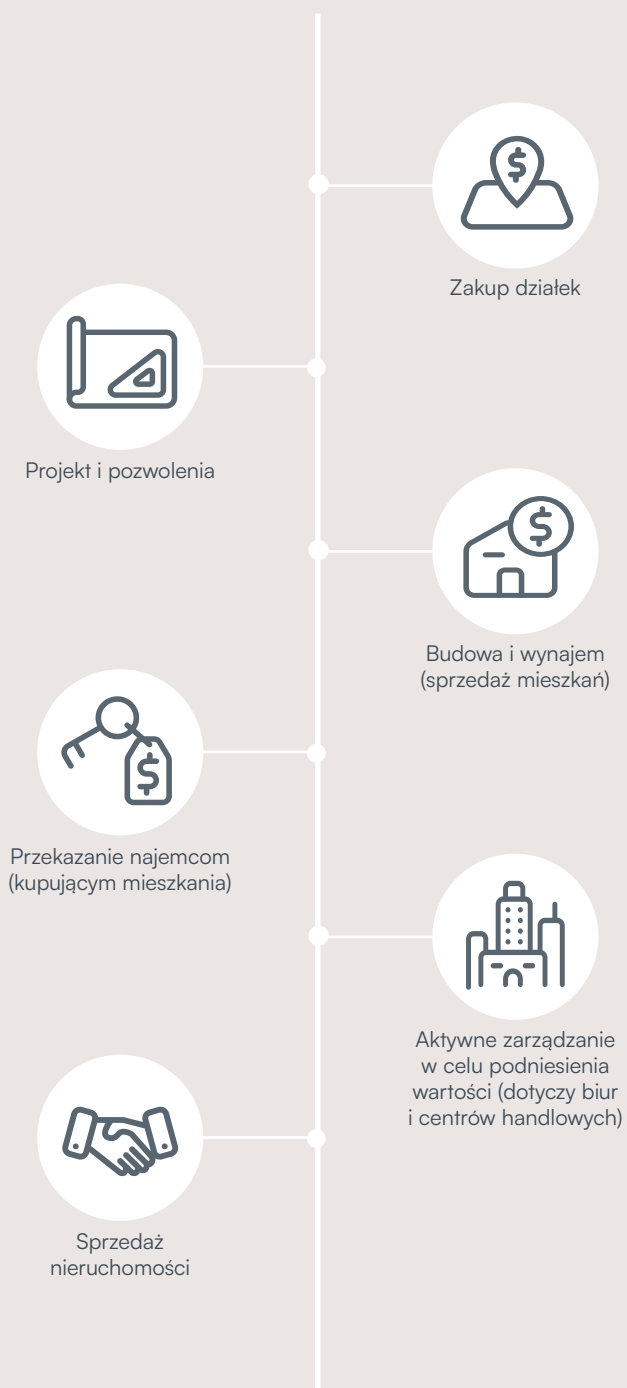 Zakup działek
Projekt i pozwolenia
Budowa i wynajem
(sprzedaż mieszkań)
Przekazanie najemcom
(kupującym mieszkania)
Aktywne zarządzanie
w celu podniesienia
wartości (dotyczy biur
i centrów handlowych)
Sprzedaż
nieruchomości